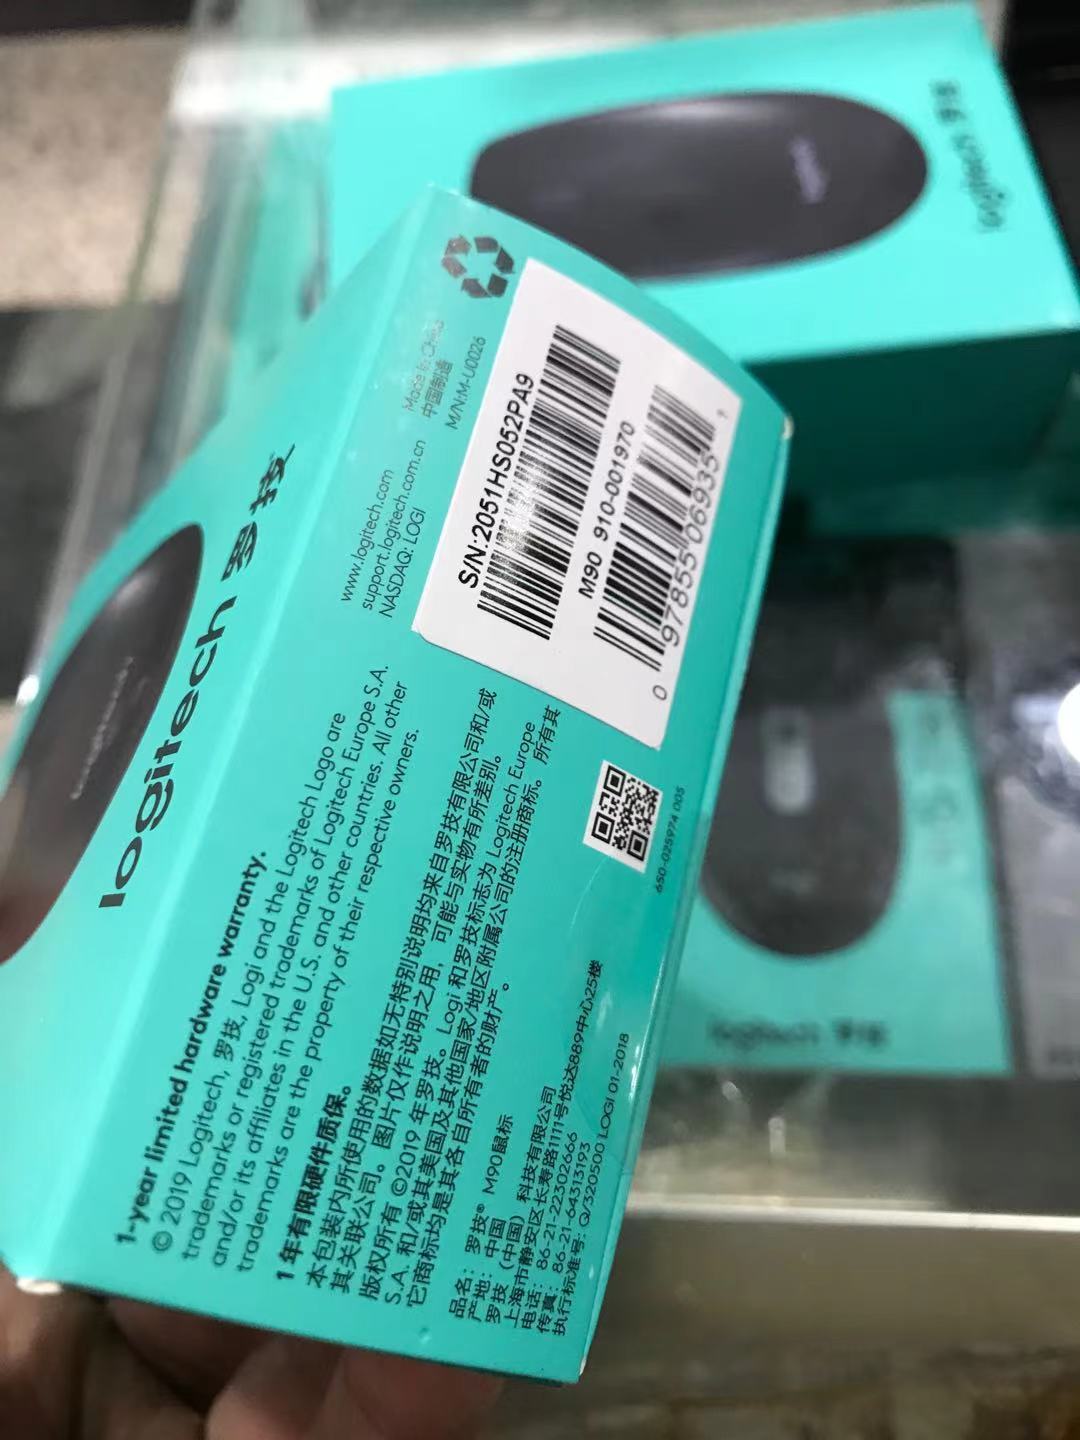 logitech 罗技
Made in China
中国制造
M/N:M-U0026
www.logitech.com
support.logitech.com.cn
NASDAQ: LOGI
S/N:2051HS052PA9
M90 910-001970
0 97855 06935
1-year limited hardware warranty.
© 2019 Logitech, 罗技, Logi and the Logitech Logo are
trademarks or registered trademarks of Logitech Europe S.A.
and/or its affiliates in the U.S. and other countries. All other
trademarks are the property of their respective owners.
1 年有限硬件质保。
本包装内所使用的数据如无特别说明均来自罗技有限公司和/或
其关联公司。图片仅作说明之用，可能与实物有所差别。
版权所有 ©2019 年罗技。Logi 和罗技标志为 Logitech Europe
S.A. 和/或其美国及其他国家/地区附属公司的注册商标。所有其
它商标均是其各自所有者的财产。
品名： 罗技® M90鼠标
产地： 中国
罗技（中国）科技有限公司
上海市静安区长寿路1111号悦达889中心25楼
电话：86-21-22302666
传真：86-21-64313193
执行标准号：Q/320500 LOGI 01-2018
650-025974 005
logitech 罗技
logitech